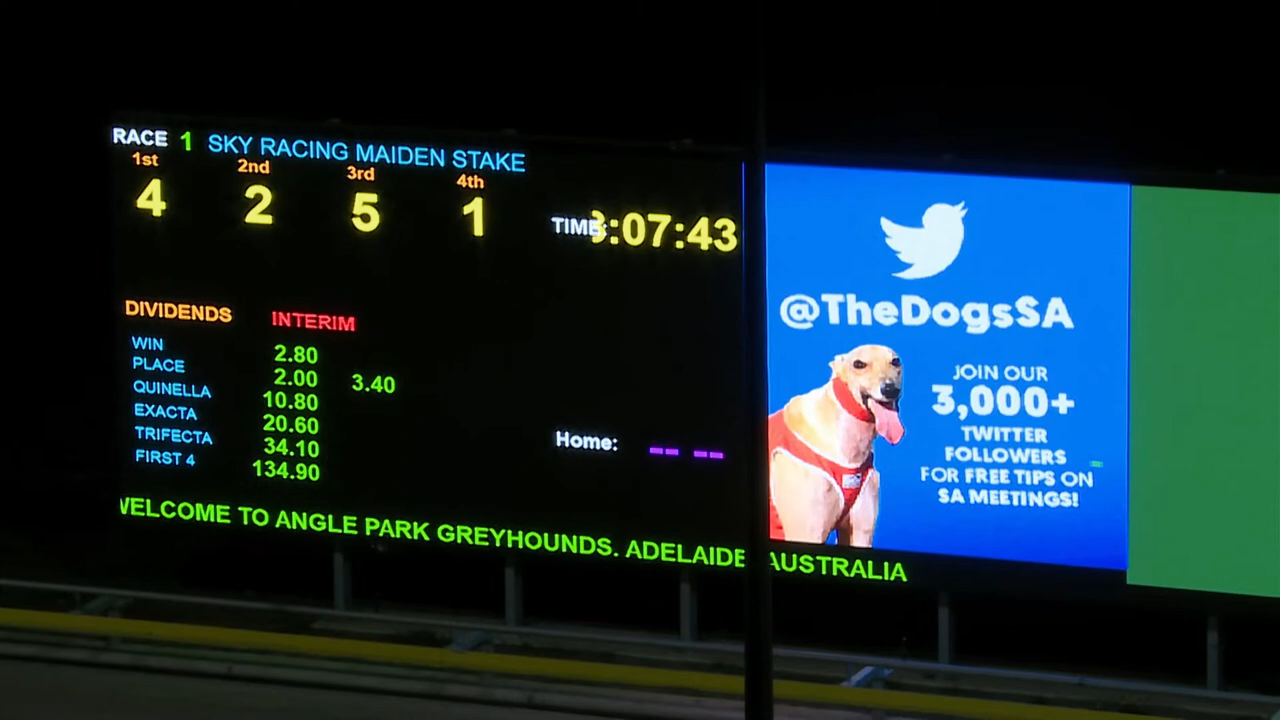 RACE 1 SKY RACING MAIDEN STAKE
1st 2nd 3rd 4th
4 2 5 1
TIME :07:43
DIVIDENDS INTERIM
WIN 2.80
PLACE 2.00 3.40
QUINELLA 10.80
EXACTA 20.60
TRIFECTA 34.10
FIRST 4 134.90
Home: -- --
WELCOME TO ANGLE PARK GREYHOUNDS. ADELAIDE AUSTRALIA
@TheDogsSA
JOIN OUR
3,000+
TWITTER
FOLLOWERS
FOR FREE TIPS ON
SA MEETINGS!